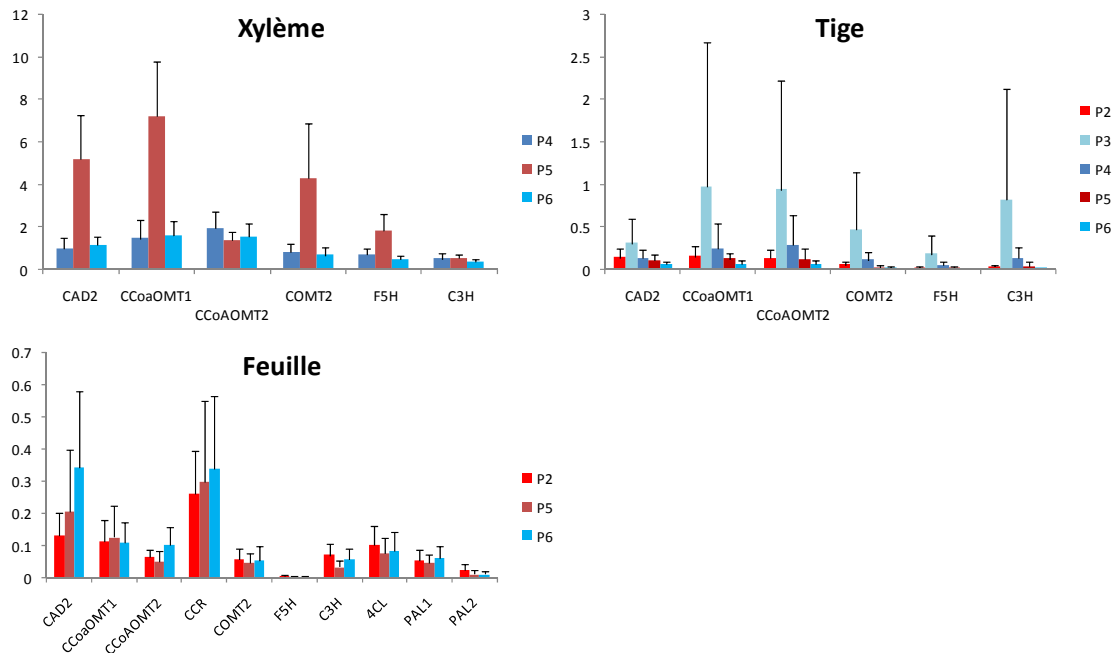 Xylème
12
10
8
6
4
2
0
CAD2 CCoaOMT1 COMT2 F5H C3H
CCoAOMT2
P4
P5
P6
Tige
3
2.5
2
1.5
1
0.5
0
CAD2 CCoaOMT1 COMT2 F5H C3H
CCoAOMT2
P2
P3
P4
P5
P6
Feuille
0.7
0.6
0.5
0.4
0.3
0.2
0.1
0
CAD2 CCoaOMT1 CCoAOMT2 CCR COMT2 F5H C3H 4CL PAL1 PAL2
P2
P5
P6